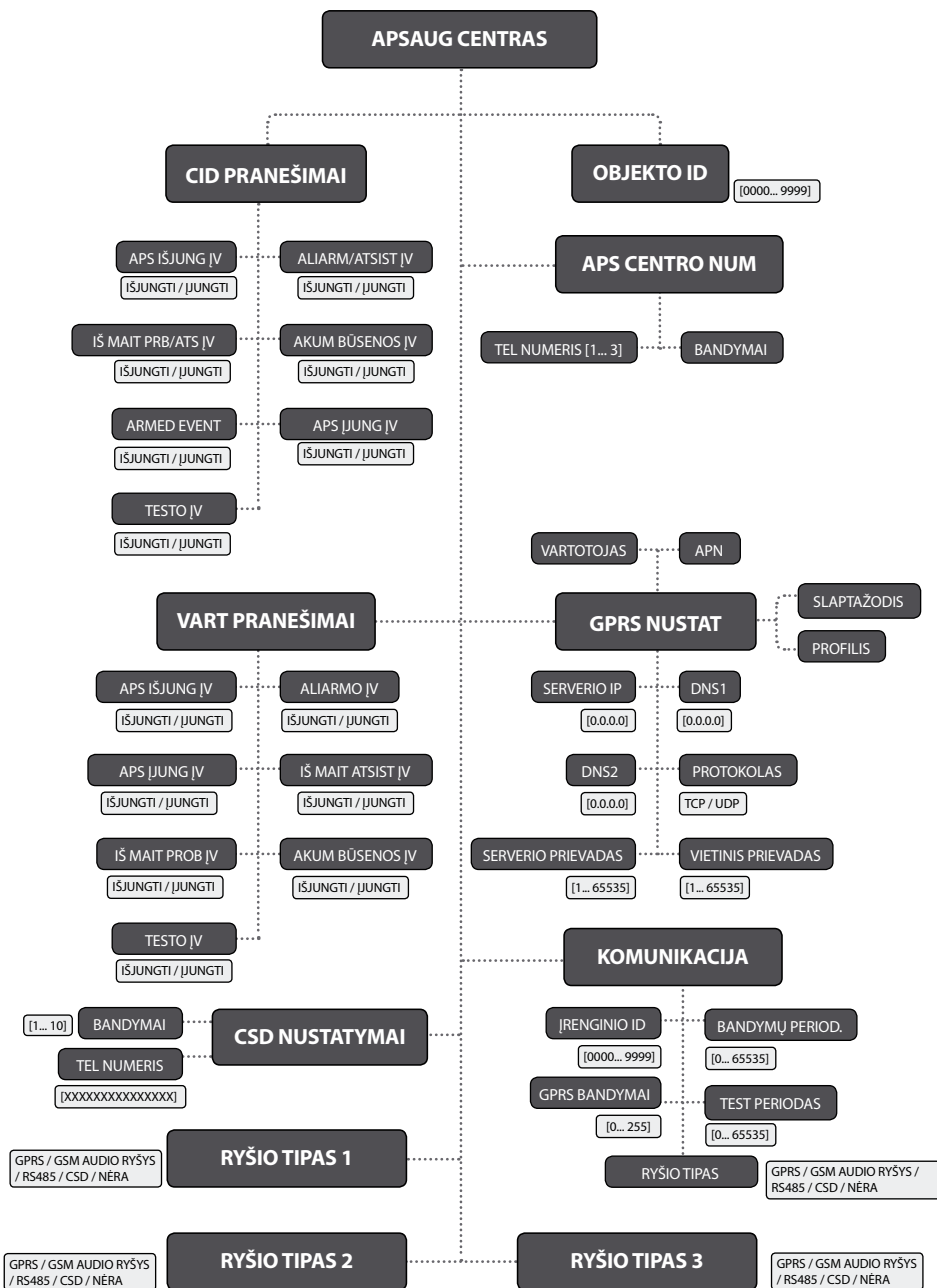 APSAUG CENTRAS
CID PRANEŠIMAI
OBJEKTO ID
[0000... 9999]
APS IŠJUNG ĮV
IŠJUNGTI / ĮJUNGTI
ALIARM/ATSIST ĮV
IŠJUNGTI / ĮJUNGTI
IŠ MAIT PRB/ATS ĮV
IŠJUNGTI / ĮJUNGTI
AKUM BŪSENOS ĮV
IŠJUNGTI / ĮJUNGTI
ARMED EVENT
IŠJUNGTI / ĮJUNGTI
APS ĮJUNG ĮV
IŠJUNGTI / ĮJUNGTI
TESTO ĮV
IŠJUNGTI / ĮJUNGTI
APS CENTRO NUM
TEL NUMERIS [1... 3]
BANDYMAI
VARTOTOJAS
APN
VART PRANEŠIMAI
GPRS NUSTAT
SLAPTAŽODIS
PROFILIS
APS IŠJUNG ĮV
IŠJUNGTI / ĮJUNGTI
ALIARMO ĮV
IŠJUNGTI / ĮJUNGTI
APS ĮJUNG ĮV
IŠJUNGTI / ĮJUNGTI
IŠ MAIT ATSIST ĮV
IŠJUNGTI / ĮJUNGTI
IŠ MAIT PROB ĮV
IŠJUNGTI / ĮJUNGTI
AKUM BŪSENOS ĮV
IŠJUNGTI / ĮJUNGTI
TESTO ĮV
IŠJUNGTI / ĮJUNGTI
SERVERIO IP
[0.0.0.0]
DNS1
[0.0.0.0]
DNS2
[0.0.0.0]
PROTOKOLAS
TCP / UDP
SERVERIO PRIEVADAS
[1... 65535]
VIETINIS PRIEVADAS
[1... 65535]
KOMUNIKACIJA
[1... 10]
BANDYMAI
CSD NUSTATYMAI
TEL NUMERIS
[XXXXXXXXXXXXXXX]
ĮRENGINIO ID
[0000... 9999]
BANDYMŲ PERIOD.
[0... 65535]
GPRS BANDYMAI
[0... 255]
TEST PERIODAS
[0... 65535]
RYŠIO TIPAS
GPRS / GSM AUDIO RYŠYS /
RS485 / CSD / NĖRA
RYŠIO TIPAS 1
GPRS / GSM AUDIO RYŠYS
/ RS485 / CSD / NĖRA
RYŠIO TIPAS 2
GPRS / GSM AUDIO RYŠYS
/ RS485 / CSD / NĖRA
RYŠIO TIPAS 3
GPRS / GSM AUDIO RYŠYS
/ RS485 / CSD / NĖRA